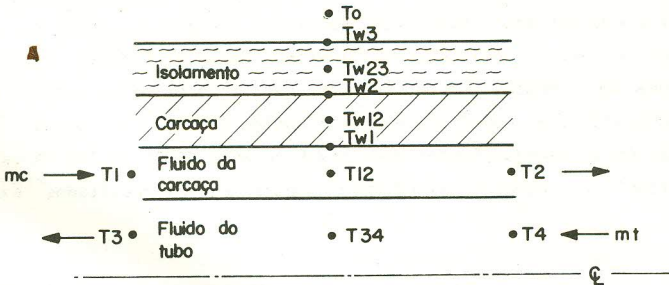 To
Tw3
A
Isolamento
Tw23
Tw2
Carcaça
Tw12
Tw1
mc
T1
Fluido da
carcaça
T12
T2
T3
Fluido do
tubo
T34
T4
mt
℄